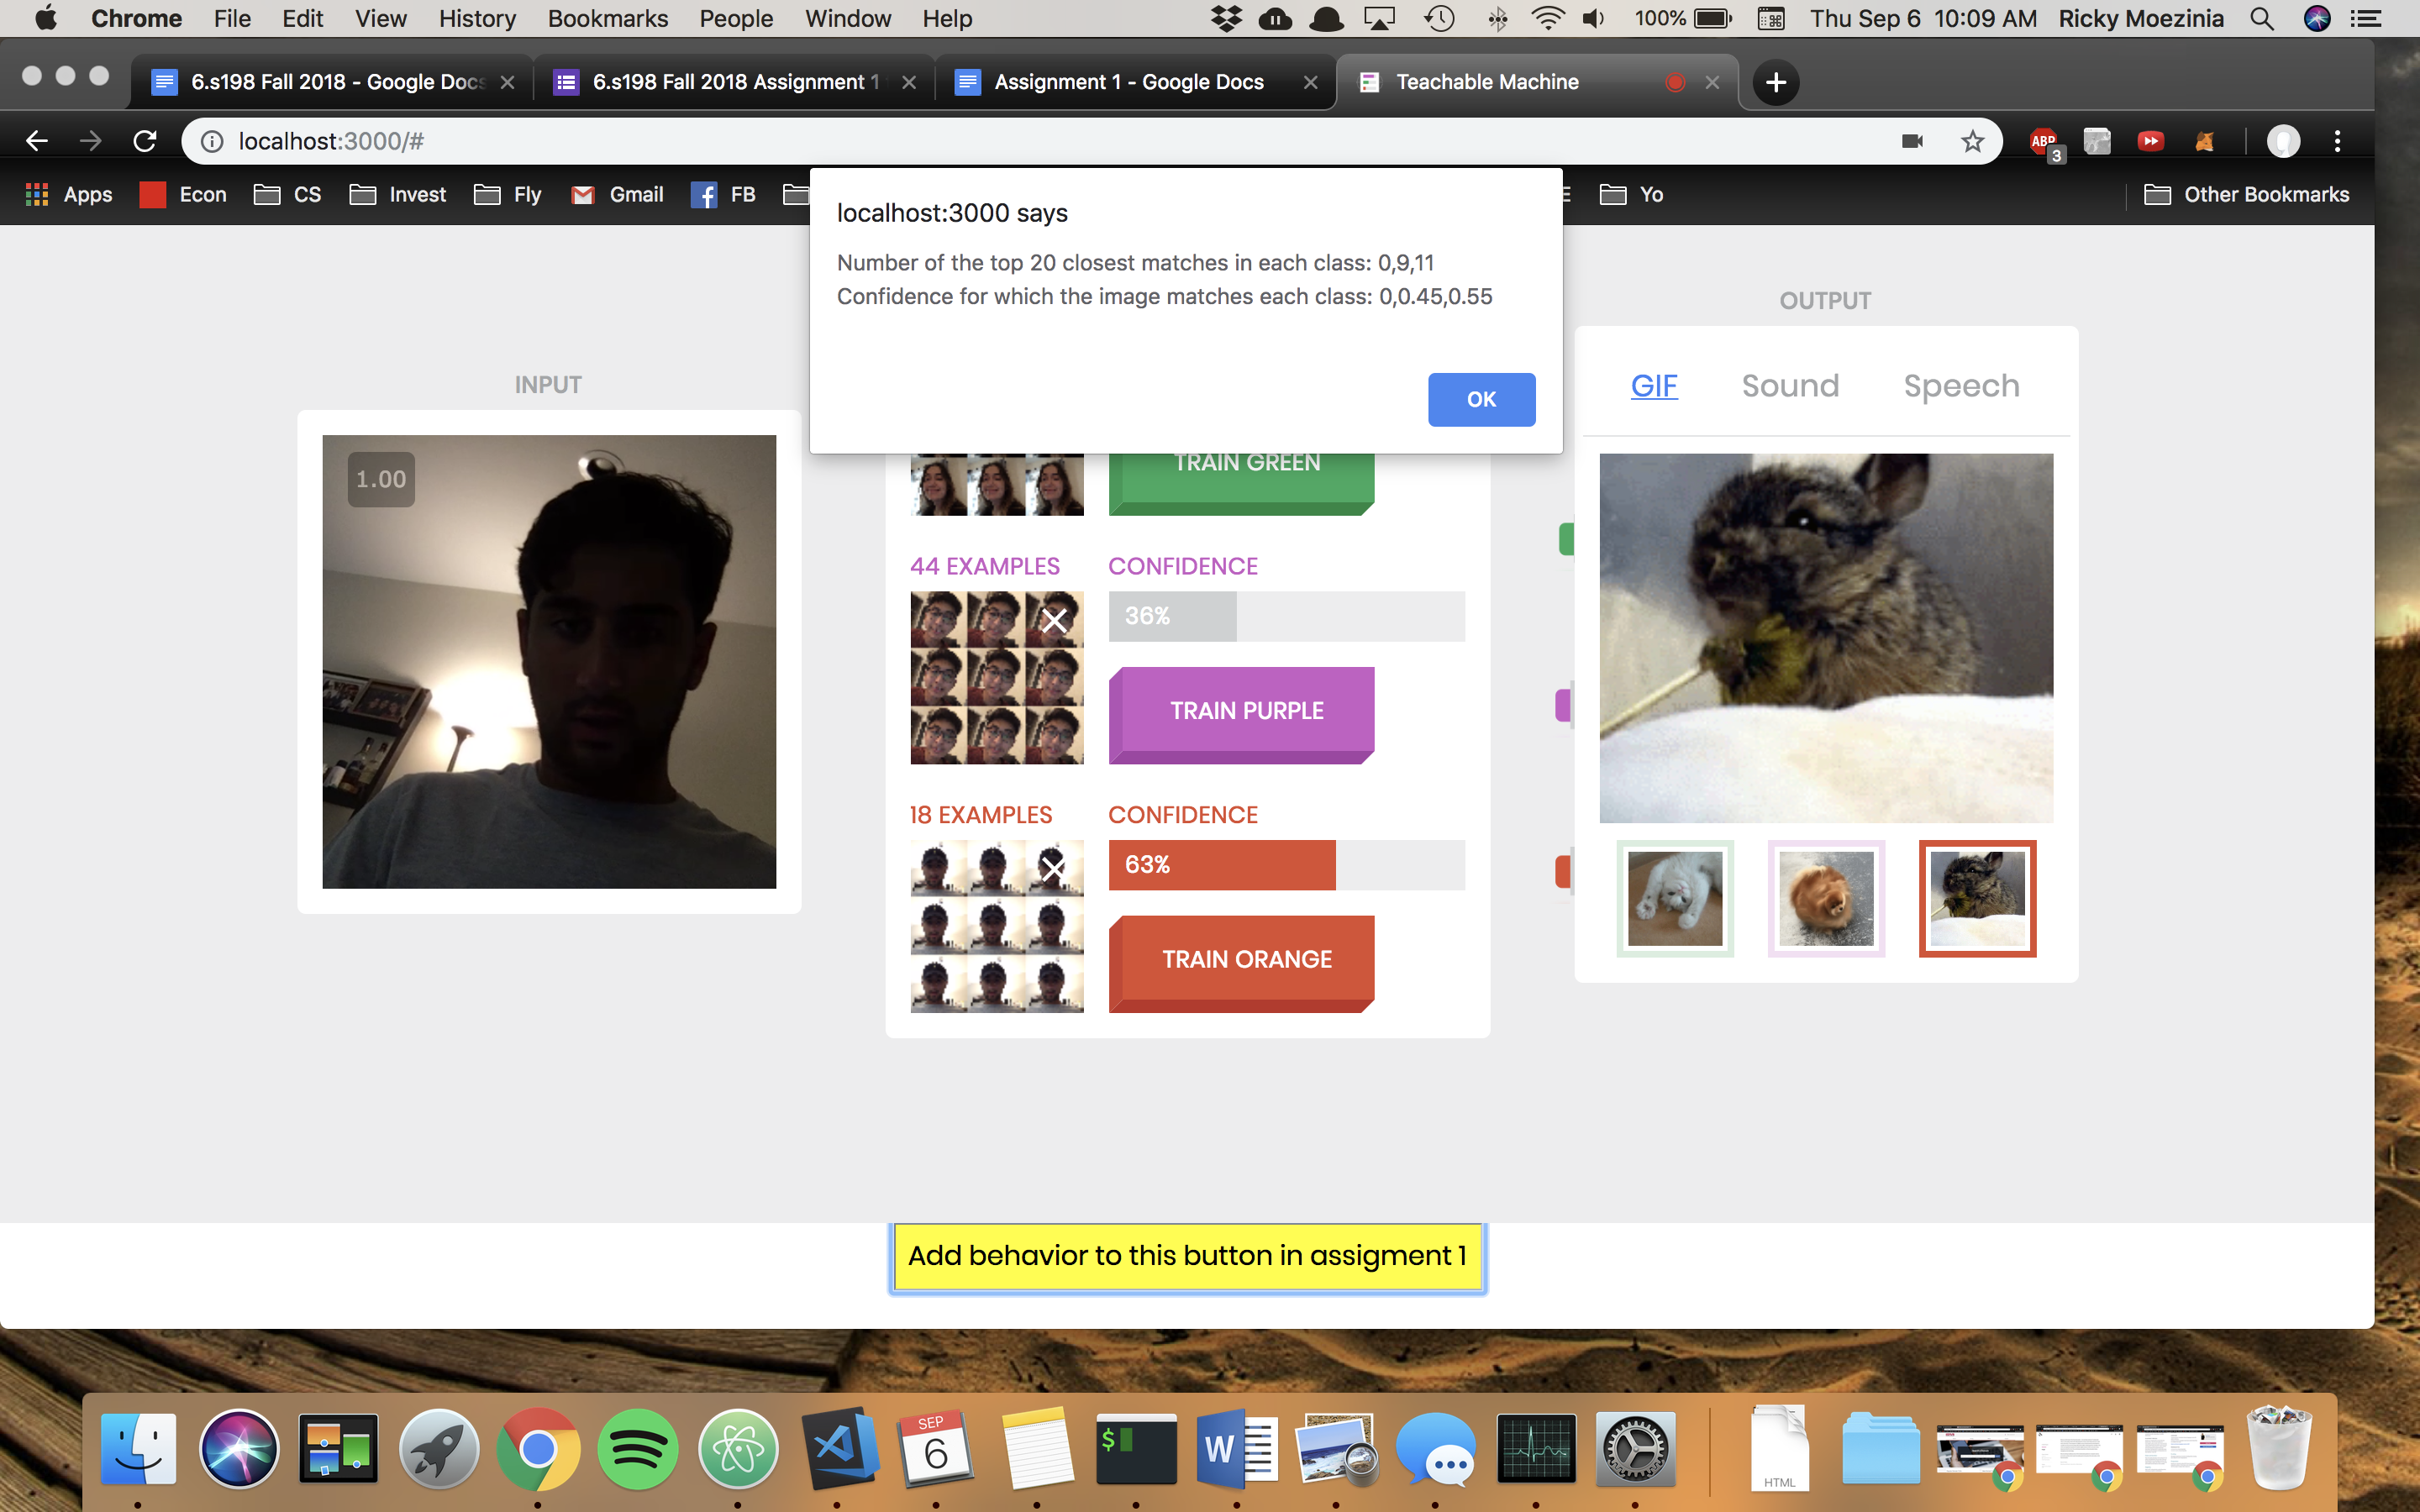 Chrome File Edit View History Bookmarks People Window Help 100% Thu Sep 6 10:09 AM Ricky Moezinia
6.s198 Fall 2018 - Google Docs 6.s198 Fall 2018 Assignment 1 Assignment 1 - Google Docs Teachable Machine
localhost:3000/# ABP 3
Apps Econ CS Invest Fly Gmail FB E Yo Other Bookmarks
localhost:3000 says
Number of the top 20 closest matches in each class: 0,9,11
Confidence for which the image matches each class: 0,0.45,0.55
OK
INPUT
1.00
TRAIN GREEN
44 EXAMPLES CONFIDENCE
36%
TRAIN PURPLE
18 EXAMPLES CONFIDENCE
63%
TRAIN ORANGE
OUTPUT
GIF Sound Speech
Add behavior to this button in assigment 1
SEP
6
$
W
HTML